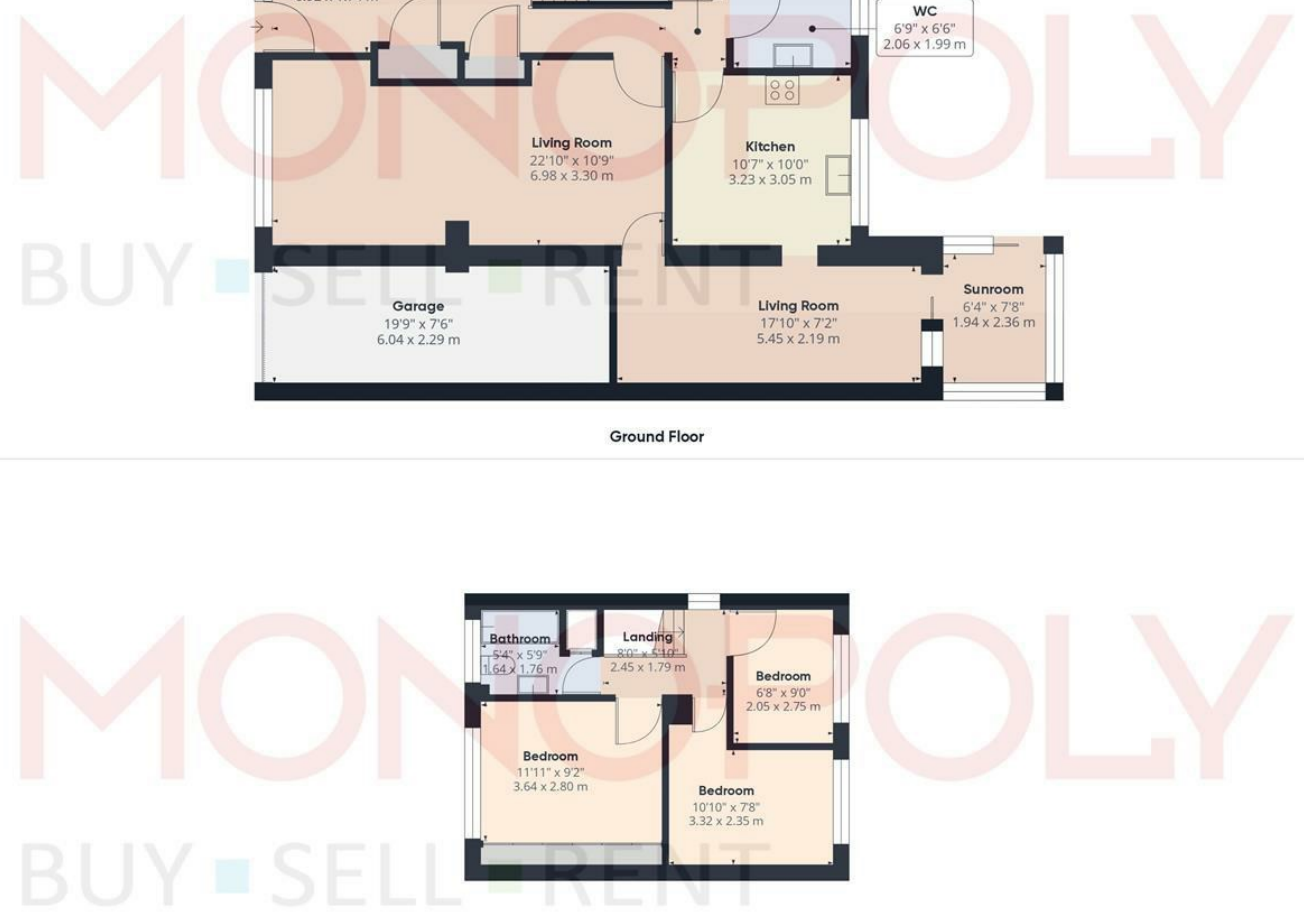 MONOPOLY
BUY SELL RENT
WC
6'9" x 6'6"
2.06 x 1.99 m
Living Room
22'10" x 10'9"
6.98 x 3.30 m
Kitchen
10'7" x 10'0"
3.23 x 3.05 m
Garage
19'9" x 7'6"
6.04 x 2.29 m
Living Room
17'10" x 7'2"
5.45 x 2.19 m
Sunroom
6'4" x 7'8"
1.94 x 2.36 m
Ground Floor
MONOPOLY
BUY SELL RENT
Bathroom
5'4" x 5'9"
1.64 x 1.76 m
Landing
8'0" x 5'10"
2.45 x 1.79 m
Bedroom
6'8" x 9'0"
2.05 x 2.75 m
Bedroom
11'11" x 9'2"
3.64 x 2.80 m
Bedroom
10'10" x 7'8"
3.32 x 2.35 m